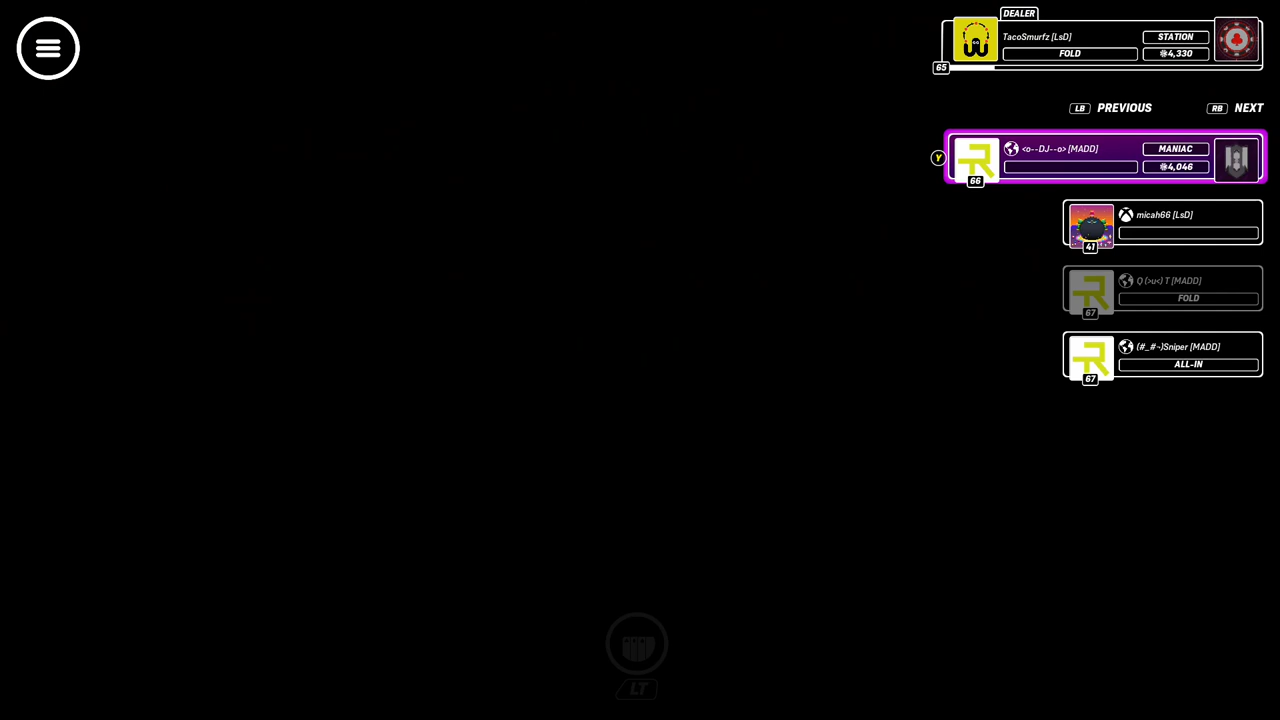 DEALER
TacoSmurfz [LsD]
STATION
FOLD
4,330
65
LB PREVIOUS
RB NEXT
Y
<o--DJ--o> [MADD]
MANIAC
4,046
66
micah66 [LsD]
41
Q (>u<) T [MADD]
FOLD
67
(#_#¬)Sniper [MADD]
ALL-IN
67
LT